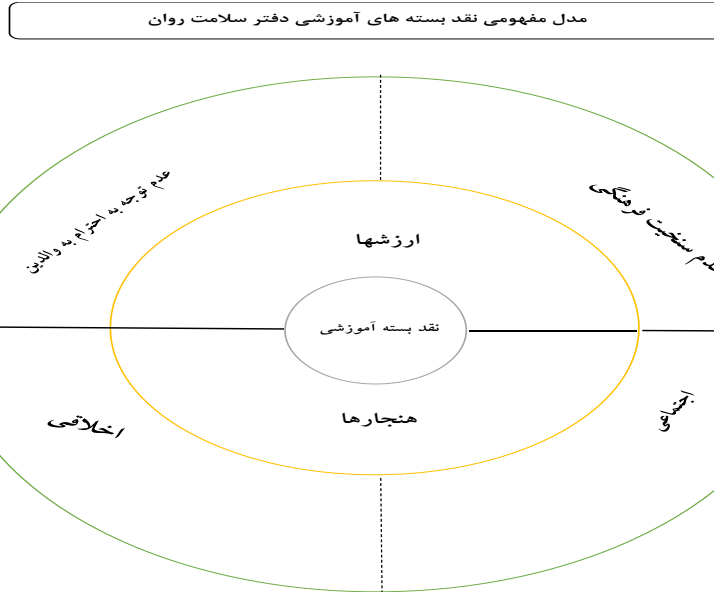 مدل مفهومی نقد بسته های آموزشی دفتر سلامت روان
عدم سنخیت فرهنگی
عدم توجه به احترام به والدین
ارزشها
نقد بسته آموزشی
هنجارها
اجتماعی
اخلاقی